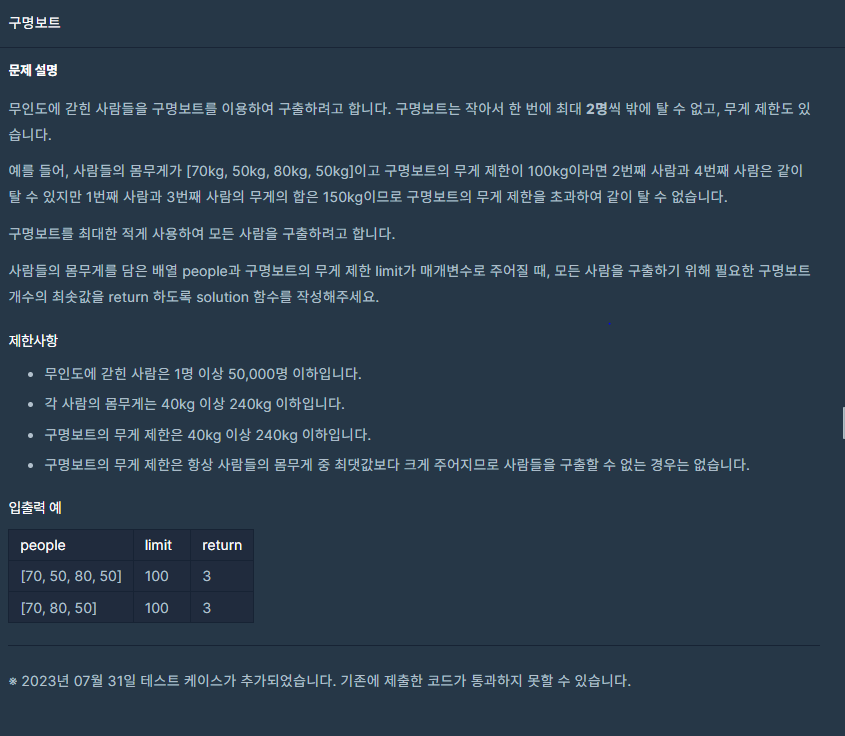 구명보트
문제 설명
무인도에 갇힌 사람들을 구명보트를 이용하여 구출하려고 합니다. 구명보트는 작아서 한 번에 최대 2명씩 밖에 탈 수 없고, 무게 제한도 있
습니다.
예를 들어, 사람들의 몸무게가 [70kg, 50kg, 80kg, 50kg]이고 구명보트의 무게 제한이 100kg이라면 2번째 사람과 4번째 사람은 같이
탈 수 있지만 1번째 사람과 3번째 사람의 무게의 합은 150kg이므로 구명보트의 무게 제한을 초과하여 같이 탈 수 없습니다.
구명보트를 최대한 적게 사용하여 모든 사람을 구출하려고 합니다.
사람들의 몸무게를 담은 배열 people과 구명보트의 무게 제한 limit가 매개변수로 주어질 때, 모든 사람을 구출하기 위해 필요한 구명보트
개수의 최솟값을 return 하도록 solution 함수를 작성해주세요.
제한사항
• 무인도에 갇힌 사람은 1명 이상 50,000명 이하입니다.
• 각 사람의 몸무게는 40kg 이상 240kg 이하입니다.
• 구명보트의 무게 제한은 40kg 이상 240kg 이하입니다.
• 구명보트의 무게 제한은 항상 사람들의 몸무게 중 최댓값보다 크게 주어지므로 사람들을 구출할 수 없는 경우는 없습니다.
입출력 예
people limit return
[70, 50, 80, 50] 100 3
[70, 80, 50] 100 3
※ 2023년 07월 31일 테스트 케이스가 추가되었습니다. 기존에 제출한 코드가 통과하지 못할 수 있습니다.